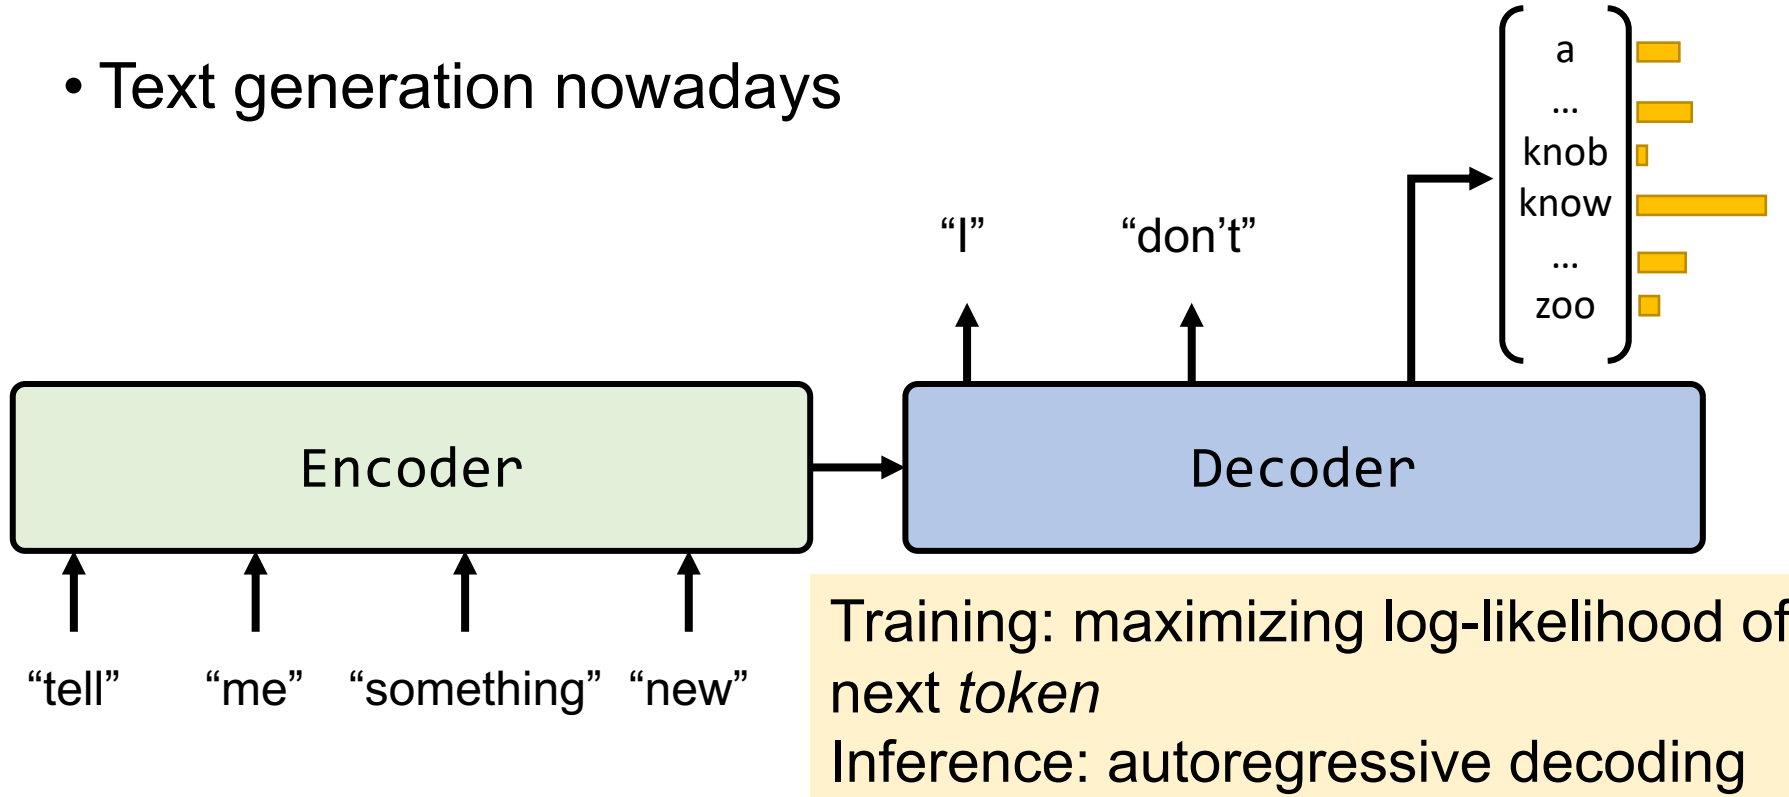 • Text generation nowadays
a
...
knob
know
...
zoo
“I” “don’t”
Encoder
Decoder
“tell” “me” “something” “new”
Training: maximizing log-likelihood of
next token
Inference: autoregressive decoding